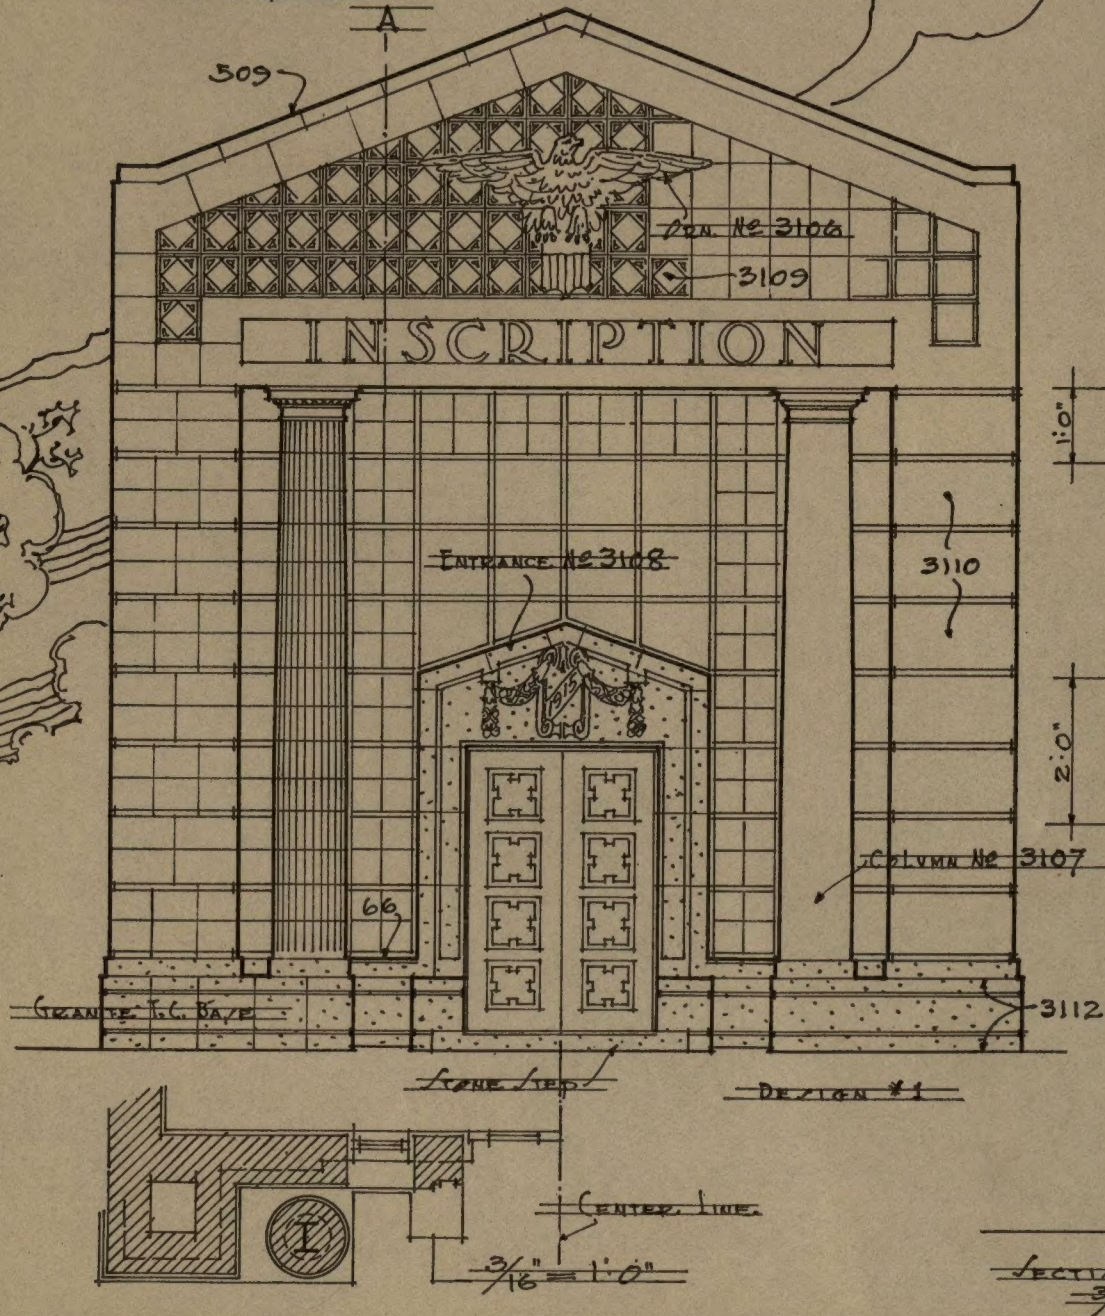 A
509
ORN. No 3106
3109
INSCRIPTION
1'-0"
ENTRANCE No 3108
3110
2'-0"
COLUMN No 3107
66
GRANITE T.C. BASE
3112
STONE STEP
DESIGN #1
I
CENTER LINE.
3/16" = 1'-0"